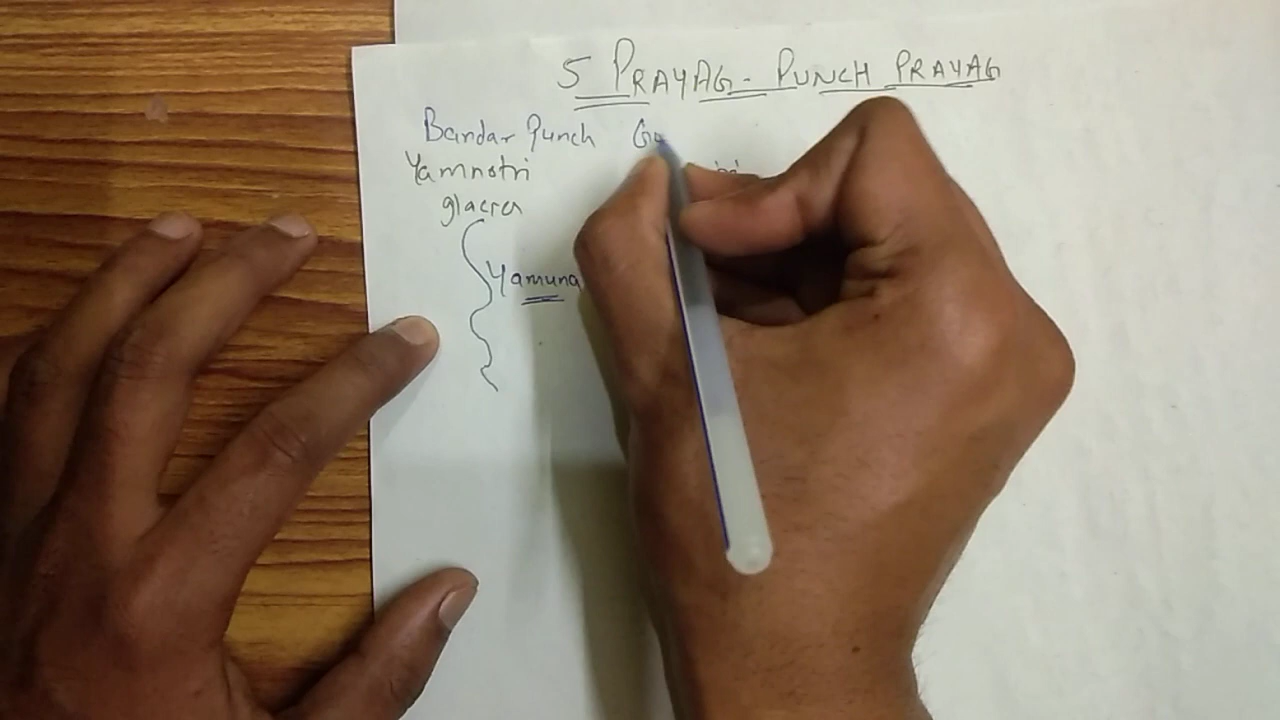 5 PRAYAG - PUNCH PRAYAG
Bandar Punch
Yamnotri
glacier
Yamuna